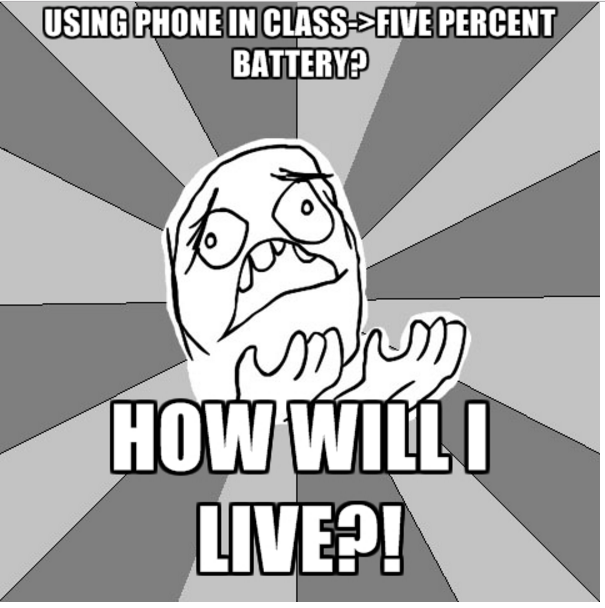 USING PHONE IN CLASS->FIVE PERCENT
BATTERY?
HOW WILL I
LIVE?!